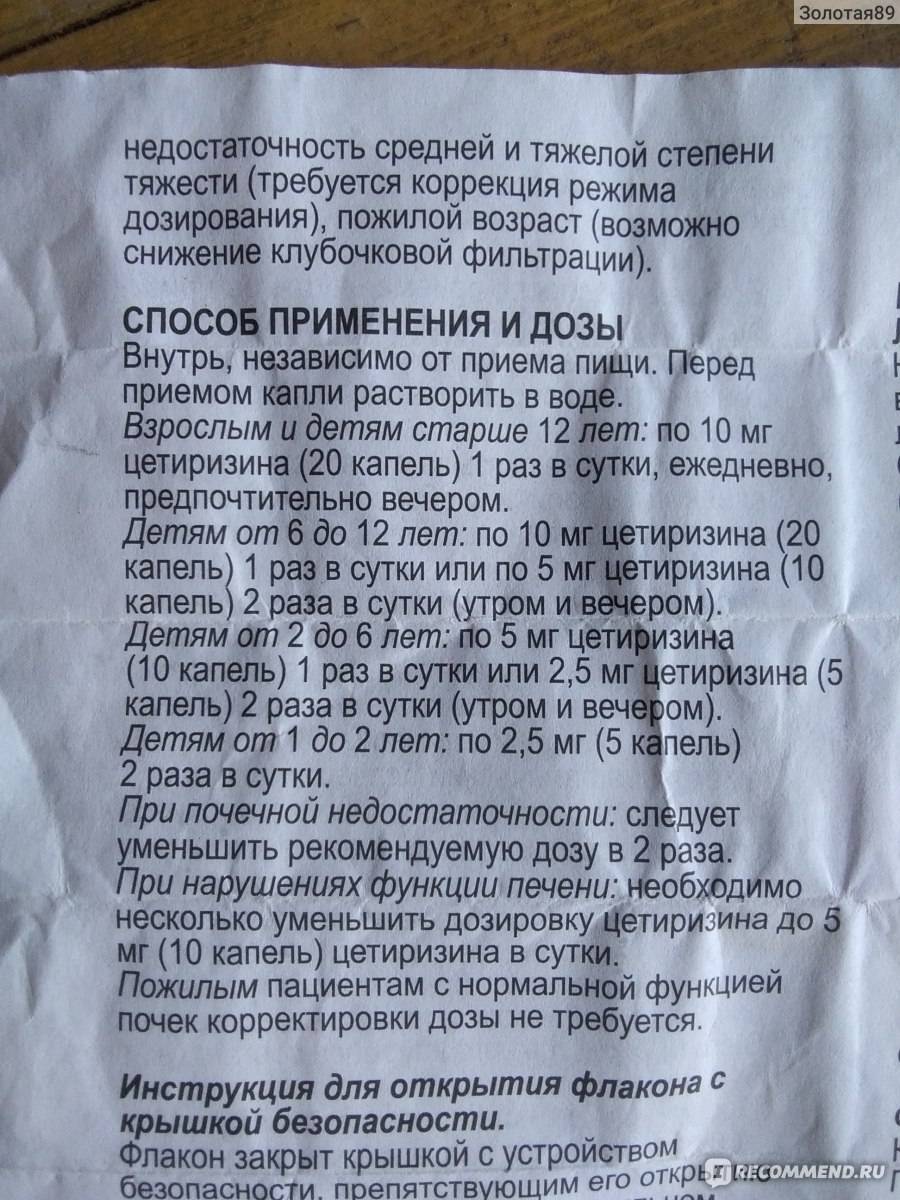 Золотая89
недостаточность средней и тяжелой степени
тяжести (требуется коррекция режима
дозирования), пожилой возраст (возможно
снижение клубочковой фильтрации).
СПОСОБ ПРИМЕНЕНИЯ И ДОЗЫ
Внутрь, независимо от приема пищи. Перед
приемом капли растворить в воде.
Взрослым и детям старше 12 лет: по 10 мг
цетиризина (20 капель) 1 раз в сутки, ежедневно,
предпочтительно вечером.
Детям от 6 до 12 лет: по 10 мг цетиризина (20
капель) 1 раз в сутки или по 5 мг цетиризина (10
капель) 2 раза в сутки (утром и вечером).
Детям от 2 до 6 лет: по 5 мг цетиризина
(10 капель) 1 раз в сутки или 2,5 мг цетиризина (5
капель) 2 раза в сутки (утром и вечером).
Детям от 1 до 2 лет: по 2,5 мг (5 капель)
2 раза в сутки.
При почечной недостаточности: следует
уменьшить рекомендуемую дозу в 2 раза.
При нарушениях функции печени: необходимо
несколько уменьшить дозировку цетиризина до 5
мг (10 капель) цетиризина в сутки.
Пожилым пациентам с нормальной функцией
почек корректировки дозы не требуется.
Инструкция для открытия флакона с
крышкой безопасности.
Флакон закрыт крышкой с устройством
безопасности, препятствующим его открытию
IRECOMMEND.RU